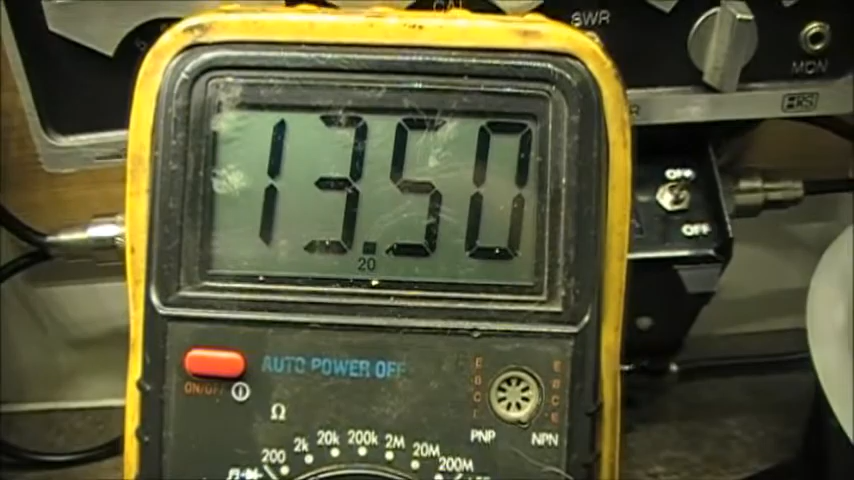 CAL
SWR
MON
13.50
20
OFF
OFF
AUTO POWER OFF
ON/OFF
E
B
C
E
E
B
C
E
PNP
NPN
Ω
200
2k
20k
200k
2M
20M
200M